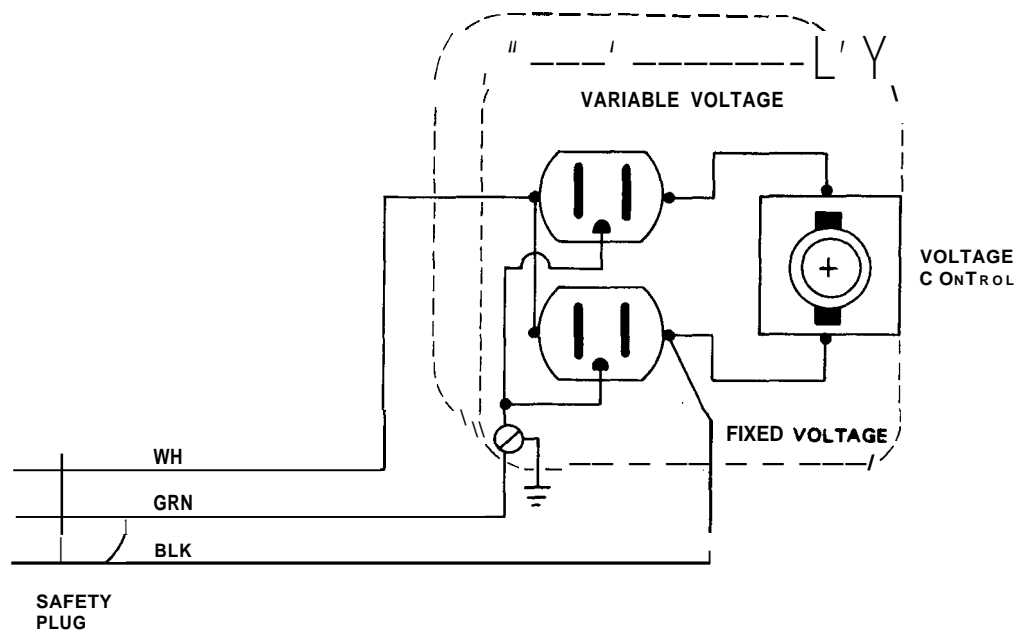 VARIABLE VOLTAGE
VOLTAGE
CONTROL
FIXED VOLTAGE
WH
GRN
BLK
SAFETY
PLUG